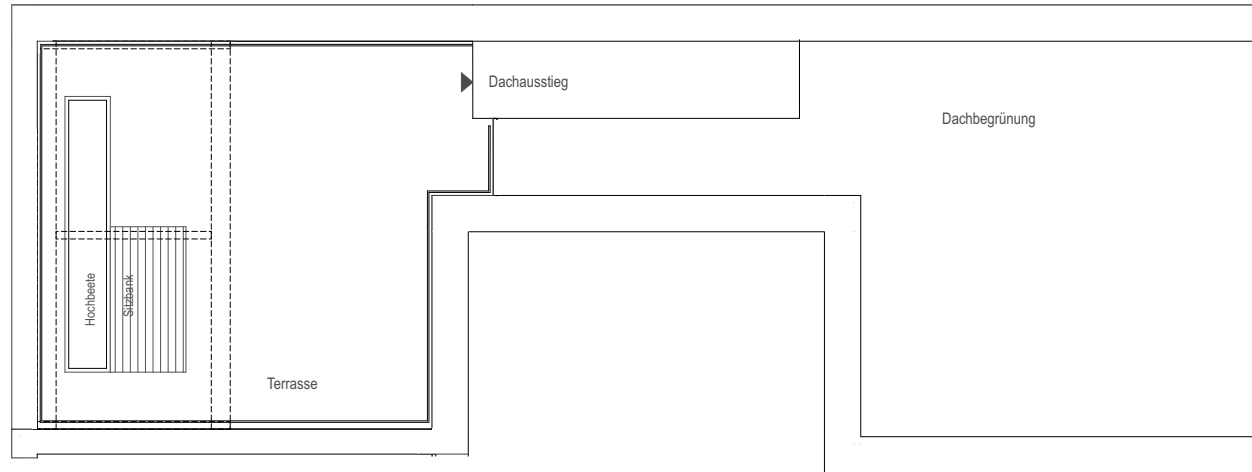 Dachausstieg
Dachbegrünung
Hochbeete
Sitzbank
Terrasse